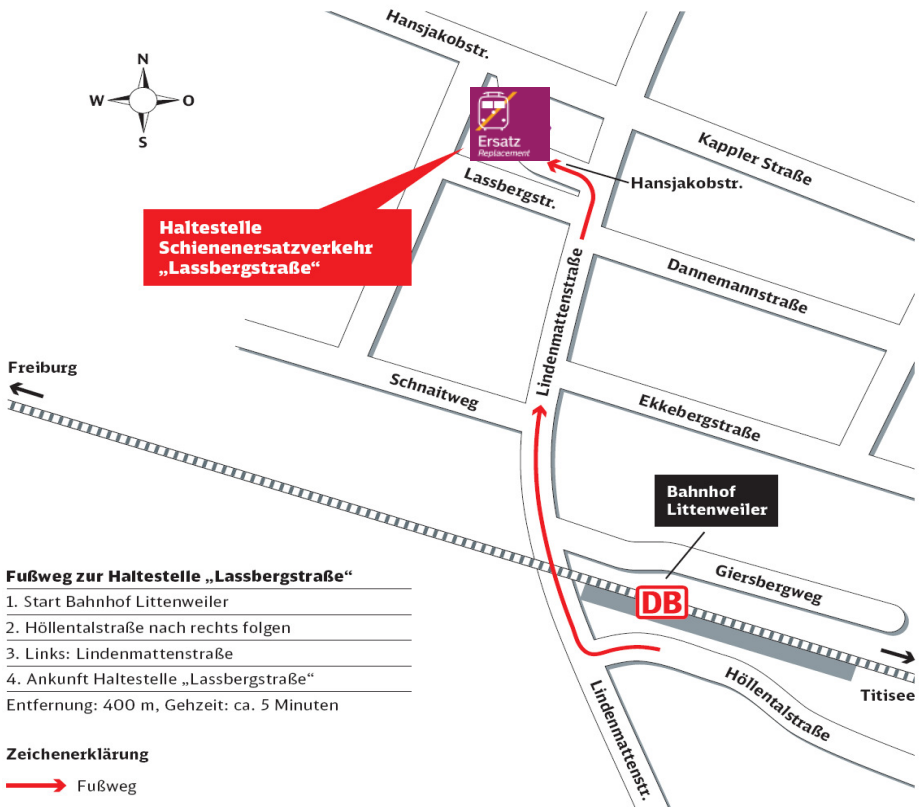 Hansjakobstr.
N
W
O
S
Ersatz
Replacement
Kappler Straße
Hansjakobstr.
Lassbergstr.
Haltestelle
Schienenersatzverkehr
„Lassbergstraße“
Dannemannstraße
Lindenmattenstraße
Freiburg
Schnaitweg
Ekkebergstraße
Bahnhof
Littenweiler
Giersbergweg
DB
Titisee
Höllentalstraße
Lindenmattenstr.
Fußweg zur Haltestelle „Lassbergstraße“
1. Start Bahnhof Littenweiler
2. Höllentalstraße nach rechts folgen
3. Links: Lindenmattenstraße
4. Ankunft Haltestelle „Lassbergstraße“
Entfernung: 400 m, Gehzeit: ca. 5 Minuten
Zeichenerklärung
Fußweg